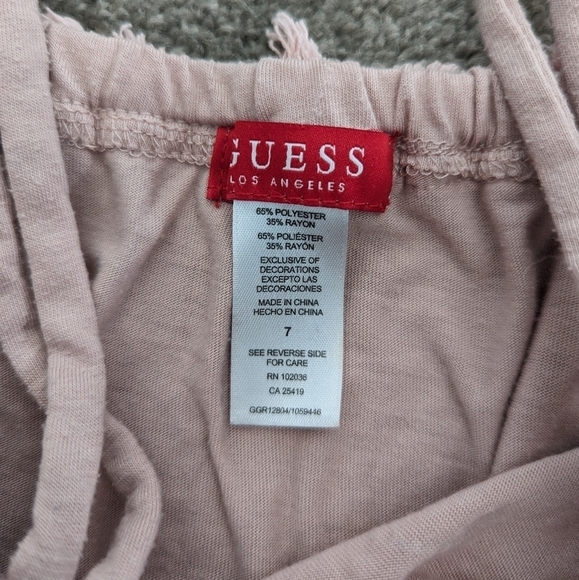 GUESS
LOS ANGELES
65% POLYESTER
35% RAYON
65% POLIÉSTER
35% RAYÓN
EXCLUSIVE OF
DECORATIONS
EXCEPTO LAS
DECORACIONES
MADE IN CHINA
HECHO EN CHINA
7
SEE REVERSE SIDE
FOR CARE
RN 102036
CA 25419
GGR12804/1059446